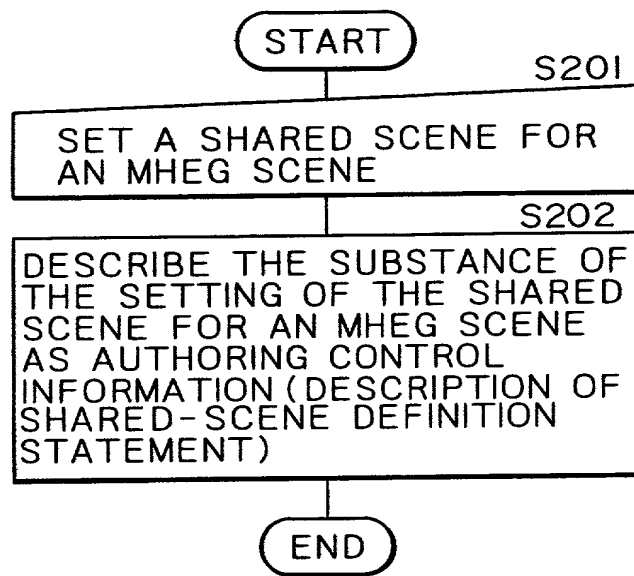 START
S201
SET A SHARED SCENE FOR
AN MHEG SCENE
S202
DESCRIBE THE SUBSTANCE OF
THE SETTING OF THE SHARED
SCENE FOR AN MHEG SCENE
AS AUTHORING CONTROL
INFORMATION (DESCRIPTION OF
SHARED-SCENE DEFINITION
STATEMENT)
END